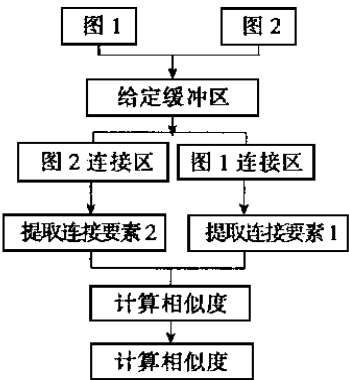 图1
图2
给定缓冲区
图2连接区
图1连接区
提取连接要素2
提取连接要素1
计算相似度
计算相似度